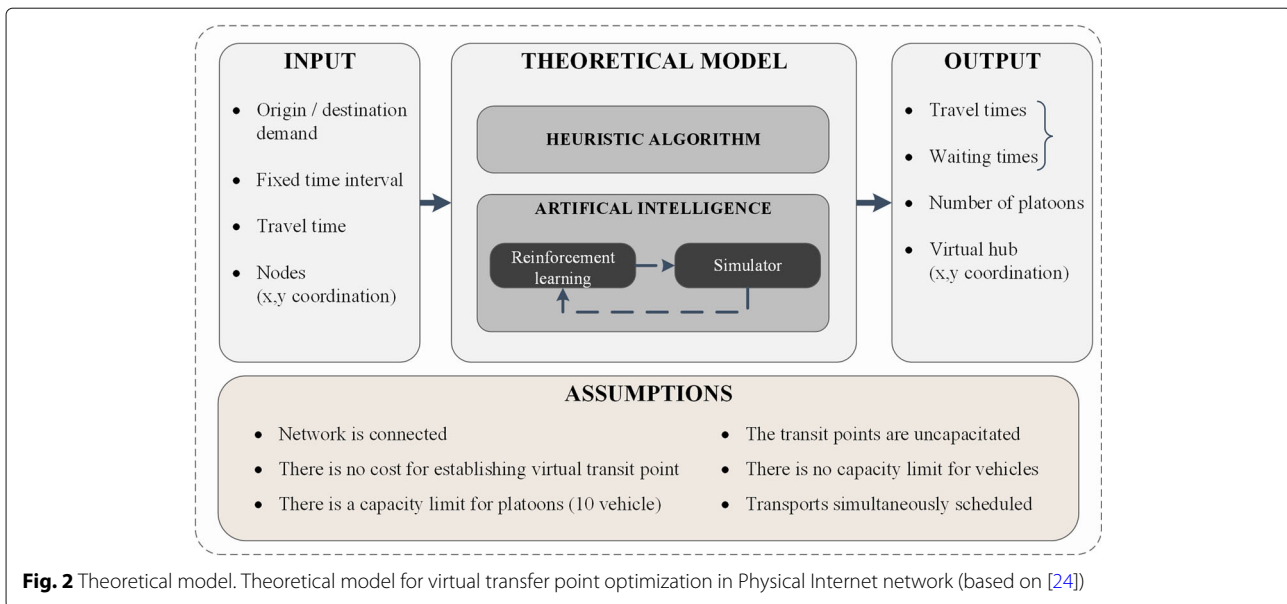 INPUT
• Origin / destination
demand
• Fixed time interval
• Travel time
• Nodes
(x,y coordination)
THEORETICAL MODEL
HEURISTIC ALGORITHM
ARTIFICAL INTELLIGENCE
Reinforcement
learning
Simulator
OUTPUT
• Travel times
• Waiting times
• Number of platoons
• Virtual hub
(x,y coordination)
ASSUMPTIONS
• Network is connected
• There is no cost for establishing virtual transit point
• There is a capacity limit for platoons (10 vehicle)
• The transit points are uncapacitated
• There is no capacity limit for vehicles
• Transports simultaneously scheduled
Fig. 2 Theoretical model. Theoretical model for virtual transfer point optimization in Physical Internet network (based on [24])